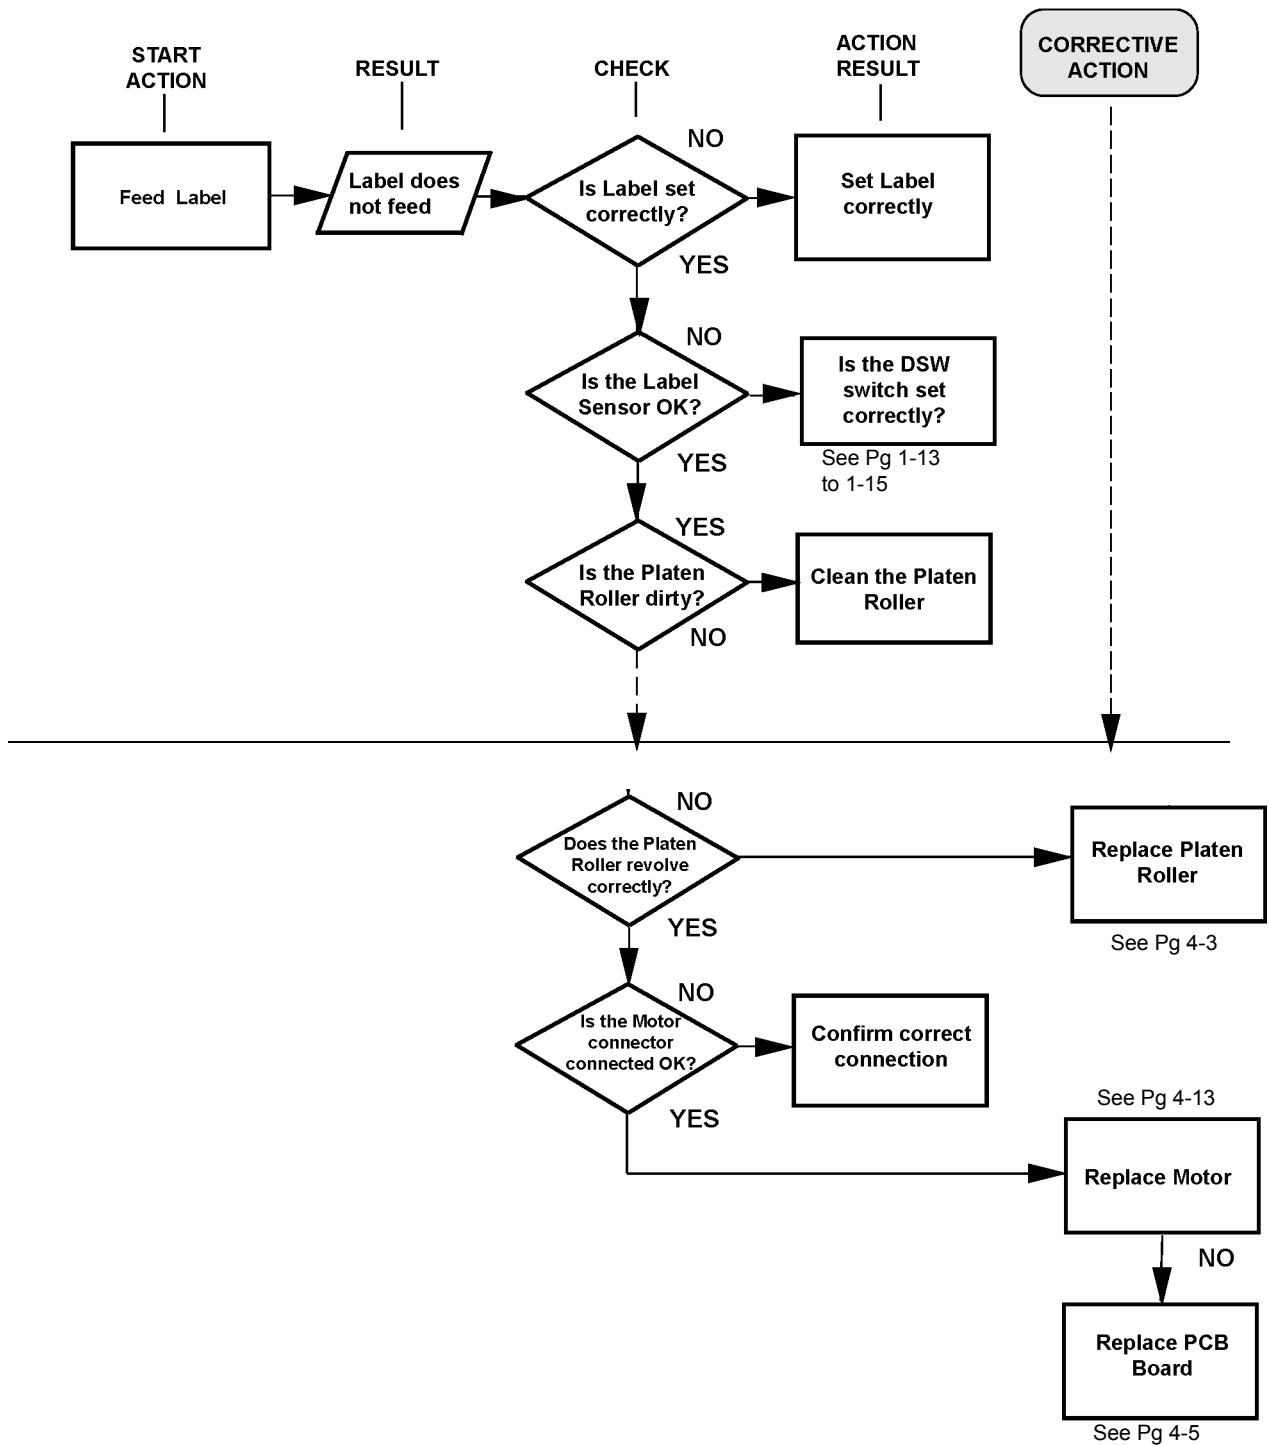 START
ACTION
RESULT
CHECK
ACTION
RESULT
CORRECTIVE
ACTION
Feed Label
Label does
not feed
NO
Is Label set
correctly?
YES
Set Label
correctly
NO
Is the Label
Sensor OK?
YES
Is the DSW
switch set
correctly?
See Pg 1-13
to 1-15
YES
Is the Platen
Roller dirty?
NO
Clean the Platen
Roller
NO
Does the Platen
Roller revolve
correctly?
YES
Replace Platen
Roller
See Pg 4-3
NO
Is the Motor
connector
connected OK?
YES
Confirm correct
connection
See Pg 4-13
Replace Motor
NO
Replace PCB
Board
See Pg 4-5